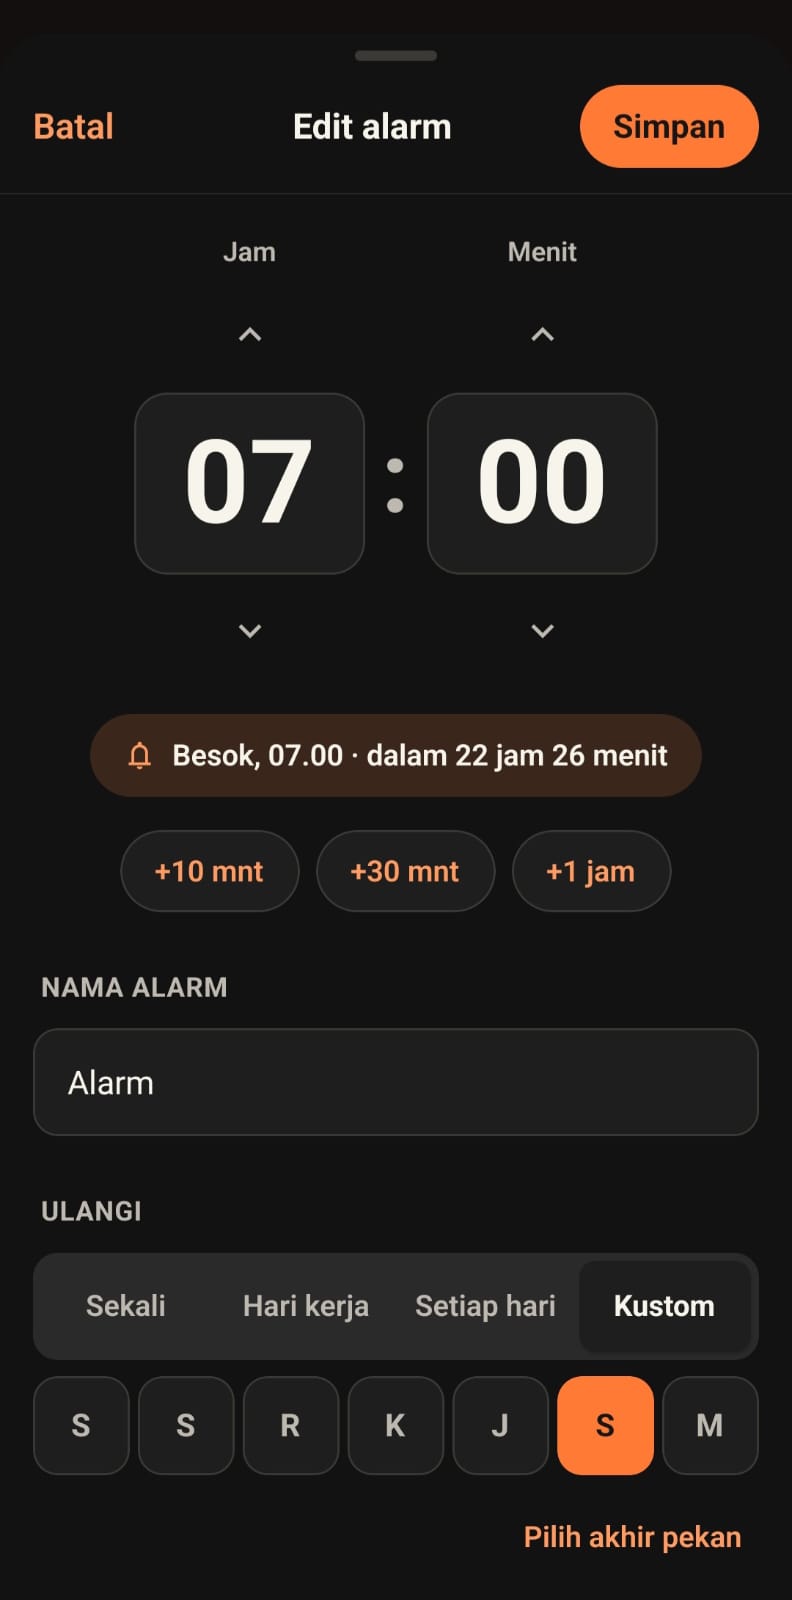 Batal Edit alarm Simpan
Jam Menit
07 : 00
Besok, 07.00 · dalam 22 jam 26 menit
+10 mnt +30 mnt +1 jam
NAMA ALARM
Alarm
ULANGI
Sekali Hari kerja Setiap hari Kustom
S S R K J S M
Pilih akhir pekan